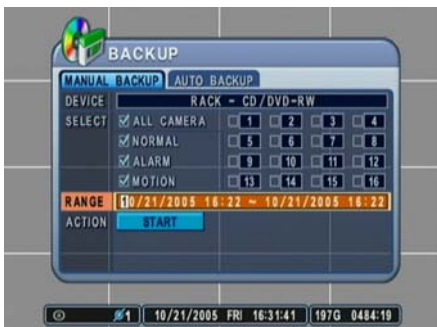 BACKUP
MANUAL BACKUP AUTO BACKUP
DEVICE RACK - CD/DVD-RW
SELECT ALL CAMERA 1 2 3 4
NORMAL 5 6 7 8
ALARM 9 10 11 12
MOTION 13 14 15 16
RANGE 10/21/2005 16:22 ~ 10/21/2005 16:22
ACTION START
1 10/21/2005 FRI 16:31:41 197G 0484:19